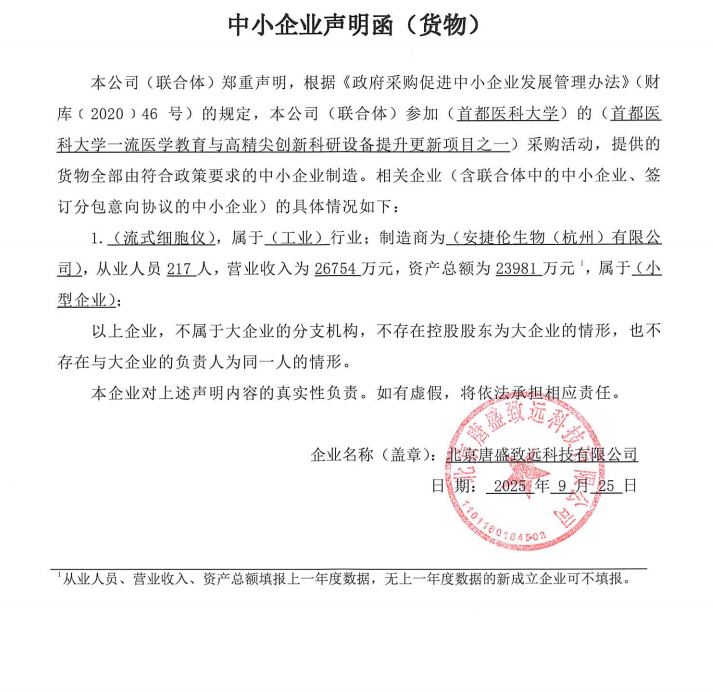 中小企业声明函（货物）
本公司（联合体）郑重声明，根据《政府采购促进中小企业发展管理办法》（财
库﹝2020﹞46 号）的规定，本公司（联合体）参加（首都医科大学）的（首都医
科大学一流医学教育与高精尖创新科研设备提升更新项目之一）采购活动，提供的
货物全部由符合政策要求的中小企业制造。相关企业（含联合体中的中小企业、签
订分包意向协议的中小企业）的具体情况如下：
1.（流式细胞仪），属于（工业）行业；制造商为（安捷伦生物（杭州）有限公
司），从业人员 217 人，营业收入为 26754 万元，资产总额为 23981 万元¹，属于（小
型企业）；
以上企业，不属于大企业的分支机构，不存在控股股东为大企业的情形，也不
存在与大企业的负责人为同一人的情形。
本企业对上述声明内容的真实性负责。如有虚假，将依法承担相应责任。
企业名称（盖章）：北京唐盛致远科技有限公司
日 期： 2025 年 9 月 25 日
北京唐盛致远科技有限公司
1101160184503
¹从业人员、营业收入、资产总额填报上一年度数据，无上一年度数据的新成立企业可不填报。